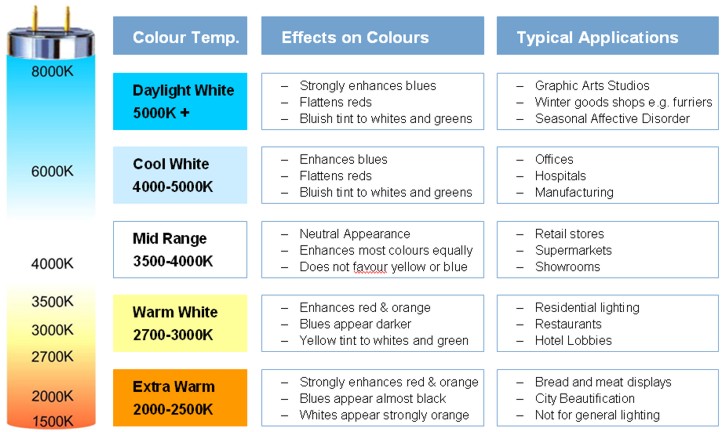 Colour Temp.
Effects on Colours
Typical Applications
8000K
6000K
4000K
3500K
3000K
2700K
2000K
1500K
Daylight White
5000K +
– Strongly enhances blues
– Flattens reds
– Bluish tint to whites and greens
– Graphic Arts Studios
– Winter goods shops e.g. furriers
– Seasonal Affective Disorder
Cool White
4000-5000K
– Enhances blues
– Flattens reds
– Bluish tint to whites and greens
– Offices
– Hospitals
– Manufacturing
Mid Range
3500-4000K
– Neutral Appearance
– Enhances most colours equally
– Does not favour yellow or blue
– Retail stores
– Supermarkets
– Showrooms
Warm White
2700-3000K
– Enhances red & orange
– Blues appear darker
– Yellow tint to whites and green
– Residential lighting
– Restaurants
– Hotel Lobbies
Extra Warm
2000-2500K
– Strongly enhances red & orange
– Blues appear almost black
– Whites appear strongly orange
– Bread and meat displays
– City Beautification
– Not for general lighting